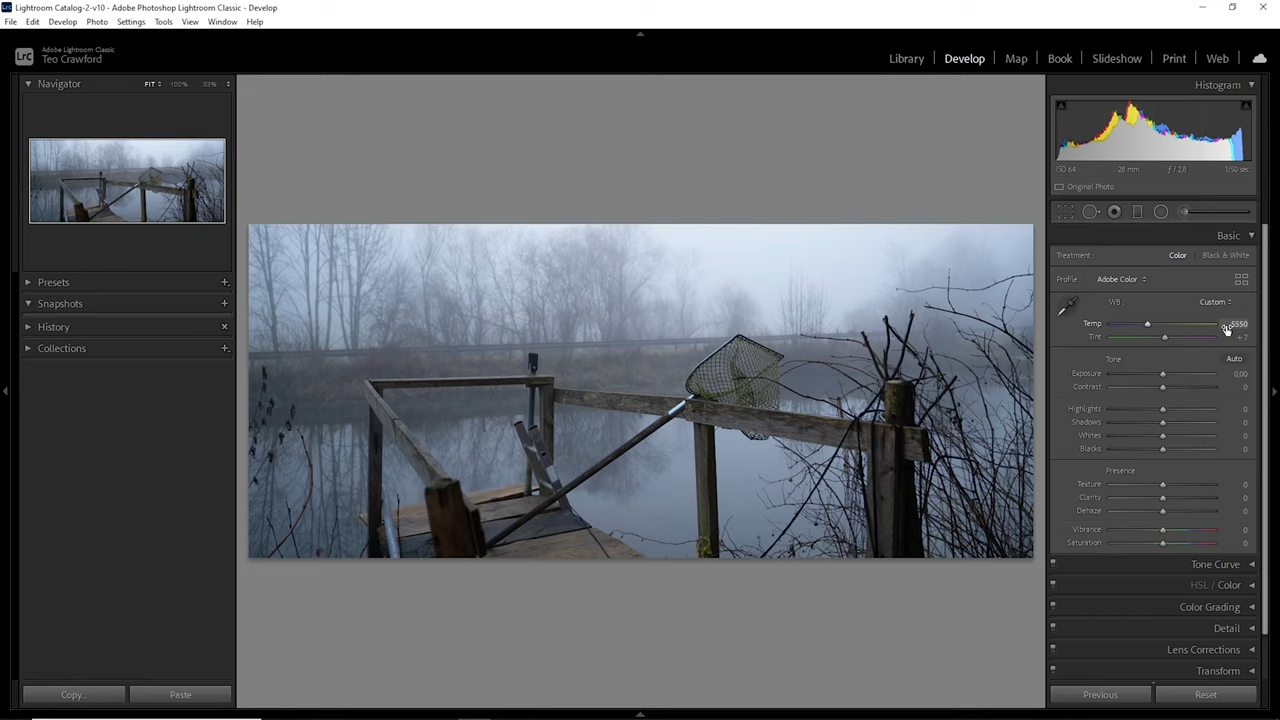 Lightroom Catalog-2-v10 - Adobe Photoshop Lightroom Classic - Develop
File Edit Develop Photo Settings Tools View Window Help
LrC Adobe Lightroom Classic
Teo Crawford
Library Develop Map Book Slideshow Print Web
Navigator FIT 100% 33%
Presets
Snapshots
History
Collections
Copy... Paste
Histogram
ISO 64 28 mm ƒ / 2,8 1/50 sec
Original Photo
Basic
Treatment : Color Black & White
Profile : Adobe Color
WB : Custom
Temp 5550
Tint + 7
Tone Auto
Exposure 0,00
Contrast 0
Highlights 0
Shadows 0
Whites 0
Blacks 0
Presence
Texture 0
Clarity 0
Dehaze 0
Vibrance 0
Saturation 0
Tone Curve
HSL / Color
Color Grading
Detail
Lens Corrections
Transform
Previous Reset